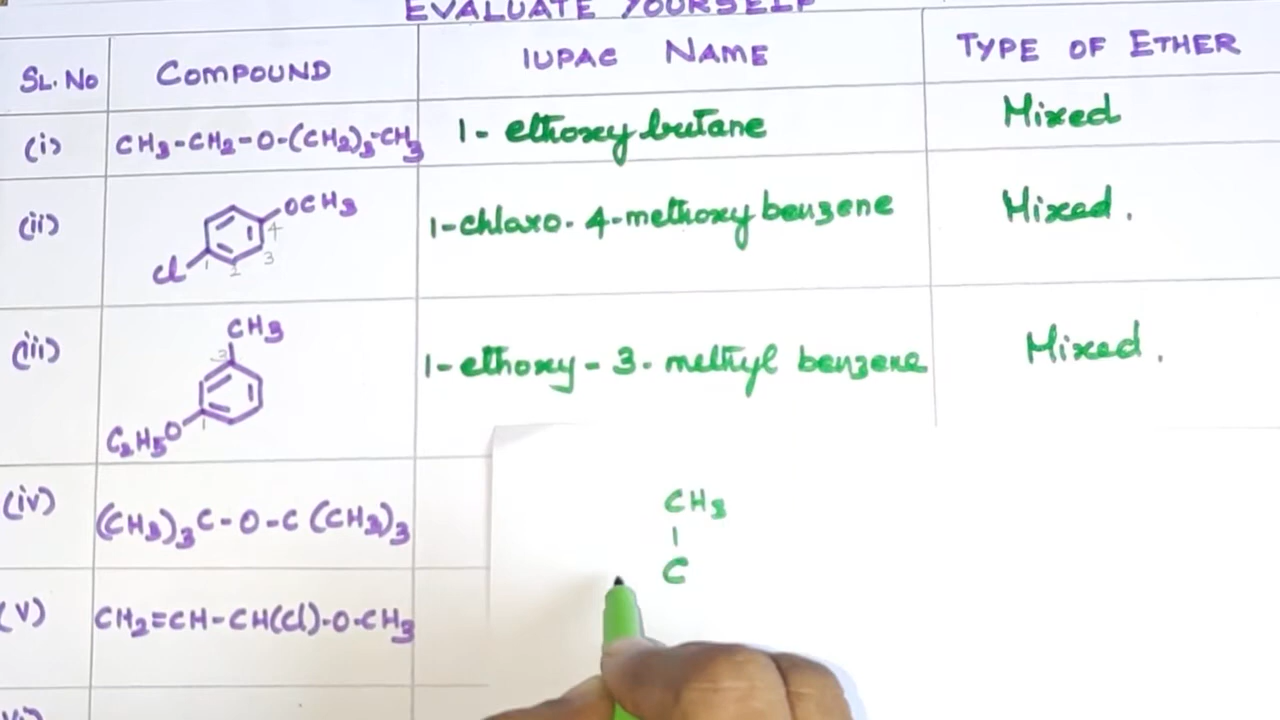 EVALUATE YOURSELF
SL. No COMPOUND IUPAC NAME TYPE OF ETHER
(i) CH3-CH2-O-(CH2)3-CH3 1- ethoxy butane Mixed
(ii) OCH3 Cl 1 2 3 4 1-chloro. 4-methoxy benzene Mixed.
(iii) CH3 3 1 C2H5O 1-ethoxy-3. methyl benzene Mixed.
(iv) (CH3)3C-O-C(CH3)3
(V) CH2=CH-CH(Cl)-O-CH3
CH3
C